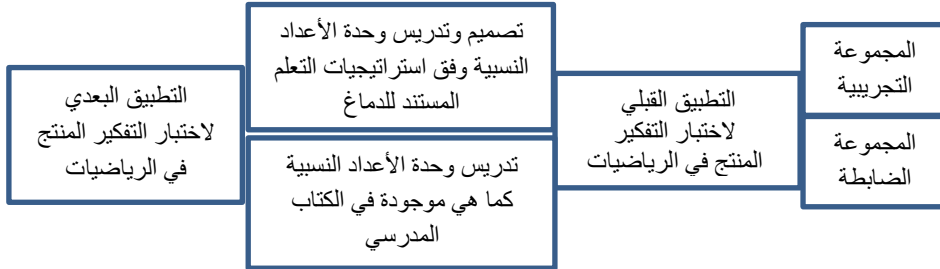 المجموعة
التجريبية
المجموعة
الضابطة
التطبيق القبلي
لاختبار التفكير
المنتج في الرياضيات
تصميم وتدريس وحدة الأعداد
النسبية وفق استراتيجيات التعلم
المستند للدماغ
تدريس وحدة الأعداد النسبية
كما هي موجودة في الكتاب
المدرسي
التطبيق البعدي
لاختبار التفكير المنتج
في الرياضيات